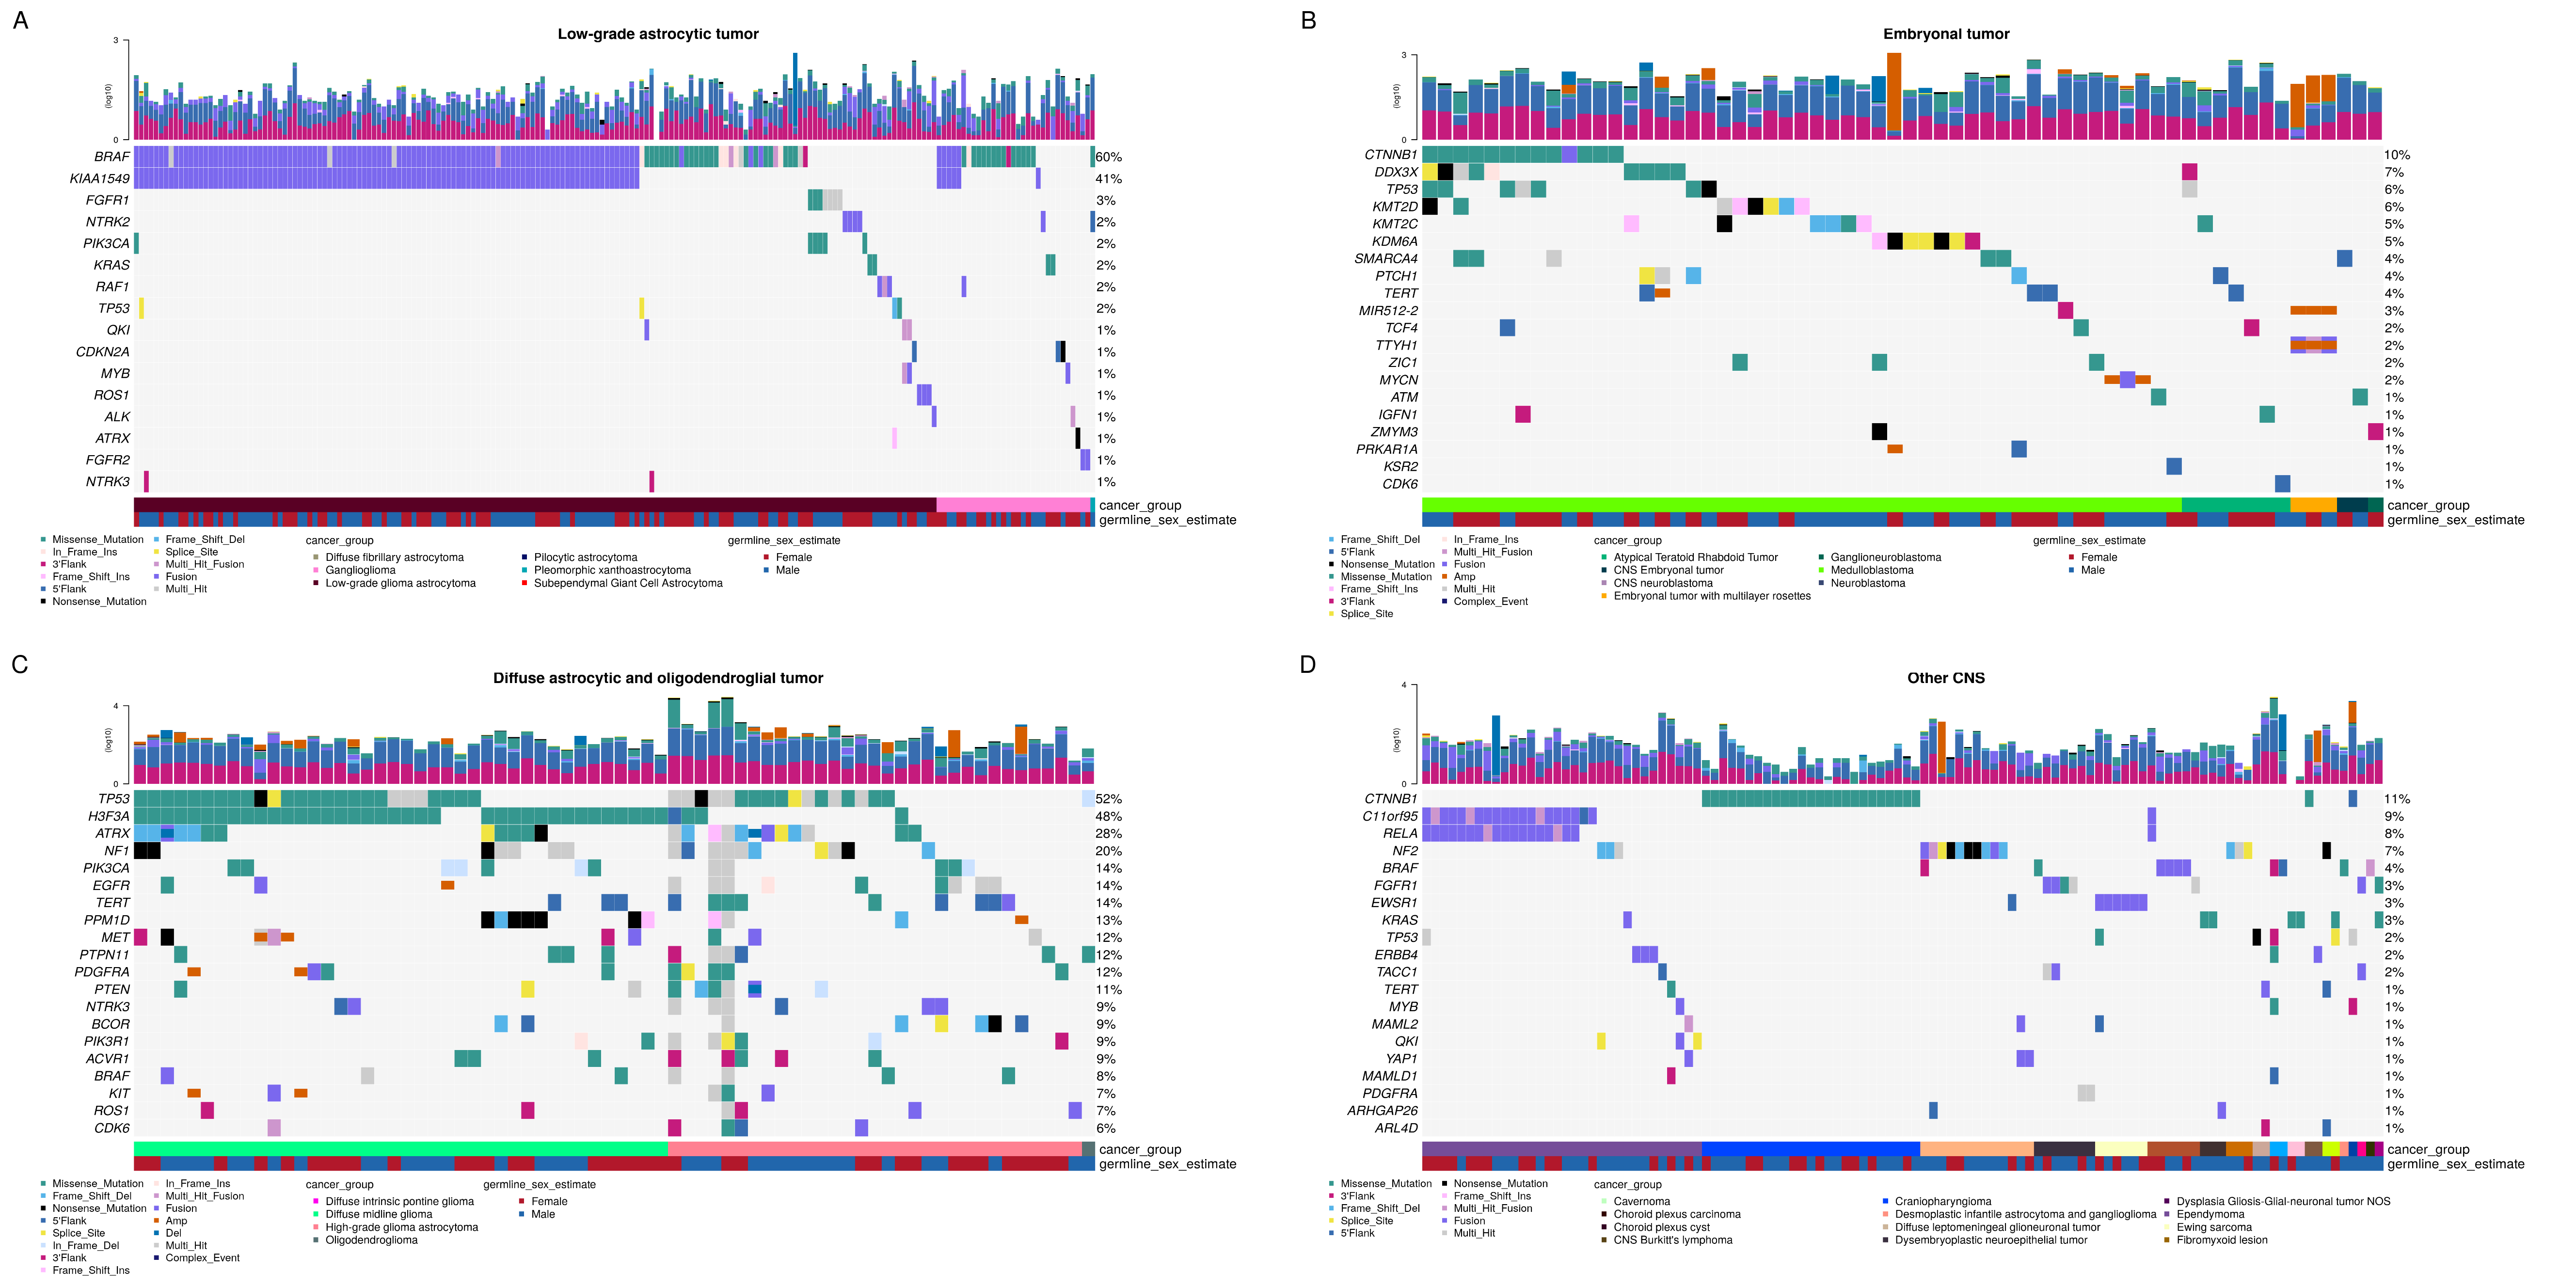 A
Low-grade astrocytic tumor
3
(log10)
0
BRAF 60%
KIAA1549 41%
FGFR1 3%
NTRK2 2%
PIK3CA 2%
KRAS 2%
RAF1 2%
TP53 2%
QKI 1%
CDKN2A 1%
MYB 1%
ROS1 1%
ALK 1%
ATRX 1%
FGFR2 1%
NTRK3 1%
cancer_group
germline_sex_estimate
Missense_Mutation
In_Frame_Ins
3'Flank
Frame_Shift_Ins
5'Flank
Nonsense_Mutation
Frame_Shift_Del
Splice_Site
Multi_Hit_Fusion
Fusion
Multi_Hit
cancer_group
Diffuse fibrillary astrocytoma
Ganglioglioma
Low-grade glioma astrocytoma
Pilocytic astrocytoma
Pleomorphic xanthoastrocytoma
Subependymal Giant Cell Astrocytoma
germline_sex_estimate
Female
Male
B
Embryonal tumor
3
(log10)
0
CTNNB1 10%
DDX3X 7%
TP53 6%
KMT2D 6%
KMT2C 5%
KDM6A 5%
SMARCA4 4%
PTCH1 4%
TERT 4%
MIR512-2 3%
TCF4 2%
TTYH1 2%
ZIC1 2%
MYCN 2%
ATM 1%
IGFN1 1%
ZMYM3 1%
PRKAR1A 1%
KSR2 1%
CDK6 1%
cancer_group
germline_sex_estimate
Frame_Shift_Del
5'Flank
Nonsense_Mutation
Missense_Mutation
Frame_Shift_Ins
3'Flank
Splice_Site
In_Frame_Ins
Multi_Hit_Fusion
Fusion
Amp
Multi_Hit
Complex_Event
cancer_group
Atypical Teratoid Rhabdoid Tumor
CNS Embryonal tumor
CNS neuroblastoma
Embryonal tumor with multilayer rosettes
Ganglioneuroblastoma
Medulloblastoma
Neuroblastoma
germline_sex_estimate
Female
Male
C
Diffuse astrocytic and oligodendroglial tumor
4
(log10)
0
TP53 52%
H3F3A 48%
ATRX 28%
NF1 20%
PIK3CA 14%
EGFR 14%
TERT 14%
PPM1D 13%
MET 12%
PTPN11 12%
PDGFRA 12%
PTEN 11%
NTRK3 9%
BCOR 9%
PIK3R1 9%
ACVR1 9%
BRAF 8%
KIT 7%
ROS1 7%
CDK6 6%
cancer_group
germline_sex_estimate
Missense_Mutation
Frame_Shift_Del
Nonsense_Mutation
5'Flank
Splice_Site
In_Frame_Del
3'Flank
Frame_Shift_Ins
In_Frame_Ins
Multi_Hit_Fusion
Fusion
Amp
Del
Multi_Hit
Complex_Event
cancer_group
Diffuse intrinsic pontine glioma
Diffuse midline glioma
High-grade glioma astrocytoma
Oligodendroglioma
germline_sex_estimate
Female
Male
D
Other CNS
4
(log10)
0
CTNNB1 11%
C11orf95 9%
RELA 8%
NF2 7%
BRAF 4%
FGFR1 3%
EWSR1 3%
KRAS 3%
TP53 2%
ERBB4 2%
TACC1 2%
TERT 1%
MYB 1%
MAML2 1%
QKI 1%
YAP1 1%
MAMLD1 1%
PDGFRA 1%
ARHGAP26 1%
ARL4D 1%
cancer_group
germline_sex_estimate
Missense_Mutation
3'Flank
Frame_Shift_Del
Splice_Site
5'Flank
Nonsense_Mutation
Frame_Shift_Ins
Multi_Hit_Fusion
Fusion
Multi_Hit
cancer_group
Cavernoma
Choroid plexus carcinoma
Choroid plexus cyst
CNS Burkitt's lymphoma
Craniopharyngioma
Desmoplastic infantile astrocytoma and ganglioglioma
Diffuse leptomeningeal glioneuronal tumor
Dysembryoplastic neuroepithelial tumor
Dysplasia Gliosis-Glial-neuronal tumor NOS
Ependymoma
Ewing sarcoma
Fibromyxoid lesion